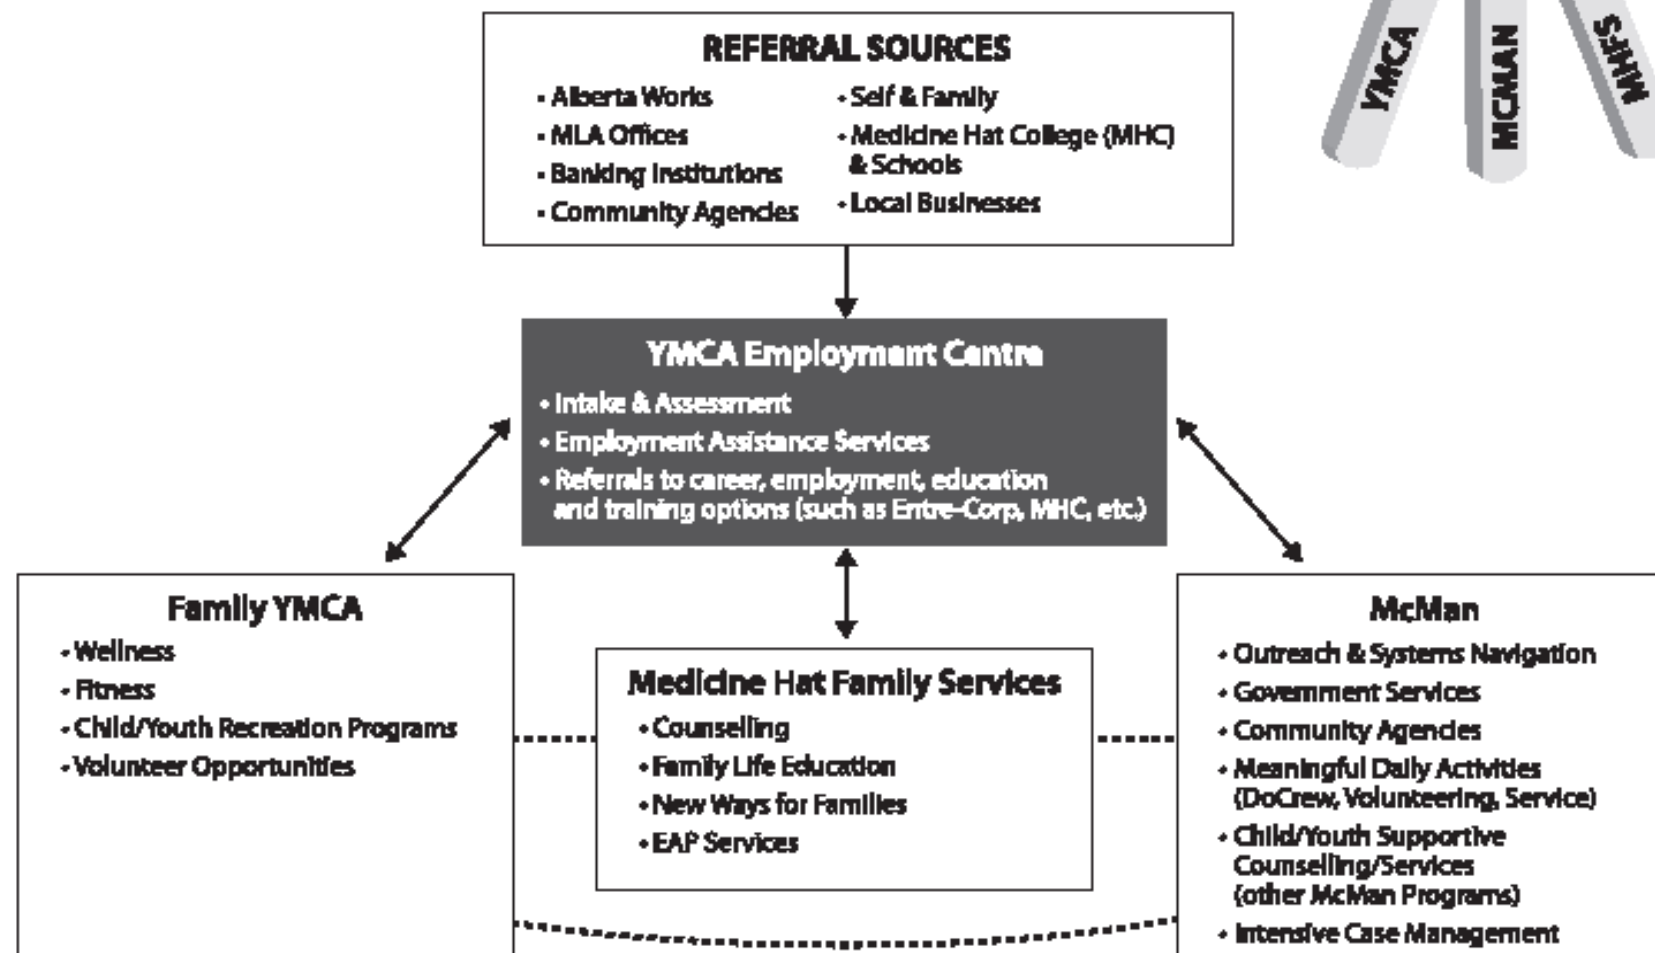 YMCA
MCMAN
MHFS
REFERRAL SOURCES
• Alberta Works
• MLA Offices
• Banking Institutions
• Community Agencies
• Self & Family
• Medicine Hat College (MHC)
& Schools
• Local Businesses
YMCA Employment Centre
• Intake & Assessment
• Employment Assistance Services
• Referrals to career, employment, education
and training options (such as Entre-Corp, MHC, etc.)
Family YMCA
• Wellness
• Fitness
• Child/Youth Recreation Programs
• Volunteer Opportunities
Medicine Hat Family Services
• Counselling
• Family Life Education
• New Ways for Families
• EAP Services
McMan
• Outreach & Systems Navigation
• Government Services
• Community Agencies
• Meaningful Daily Activities
(DoCrew, Volunteering, Service)
• Child/Youth Supportive
Counselling/Services
(other McMan Programs)
• Intensive Case Management